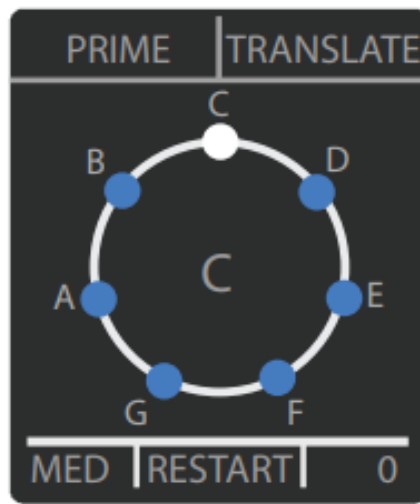 PRIME TRANSLATE
C
B D
C
A E
G F
MED RESTART 0